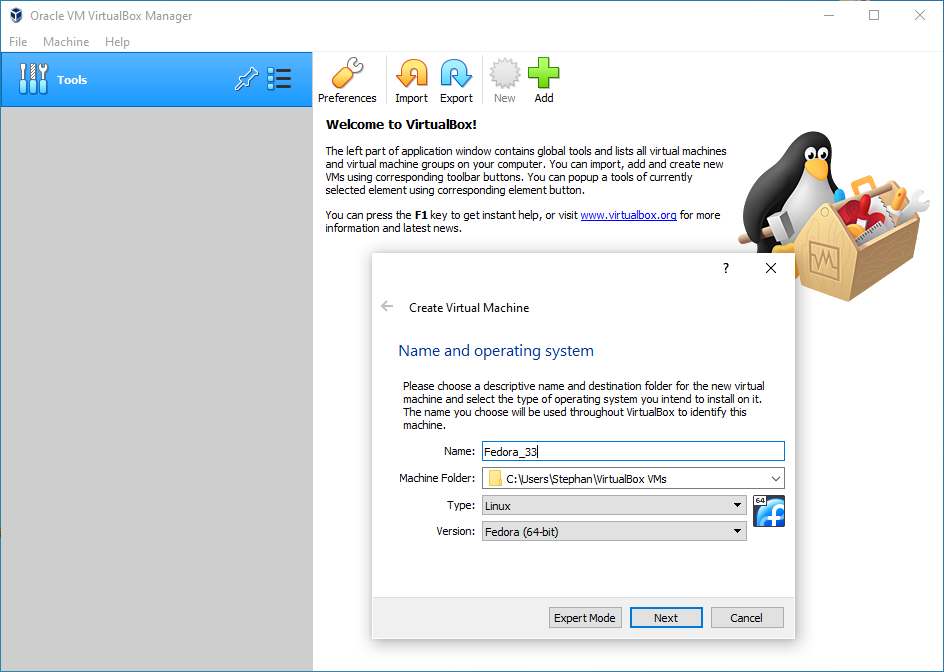 Oracle VM VirtualBox Manager
File Machine Help
Tools
Preferences Import Export New Add
Welcome to VirtualBox!
The left part of application window contains global tools and lists all virtual machines
and virtual machine groups on your computer. You can import, add and create new
VMs using corresponding toolbar buttons. You can popup a tools of currently
selected element using corresponding element button.
You can press the F1 key to get instant help, or visit www.virtualbox.org for more
information and latest news.
?
Create Virtual Machine
Name and operating system
Please choose a descriptive name and destination folder for the new virtual
machine and select the type of operating system you intend to install on it.
The name you choose will be used throughout VirtualBox to identify this
machine.
Name: Fedora_33
Machine Folder: C:\Users\Stephan\VirtualBox VMs
Type: Linux
64
Version: Fedora (64-bit)
Expert Mode Next Cancel